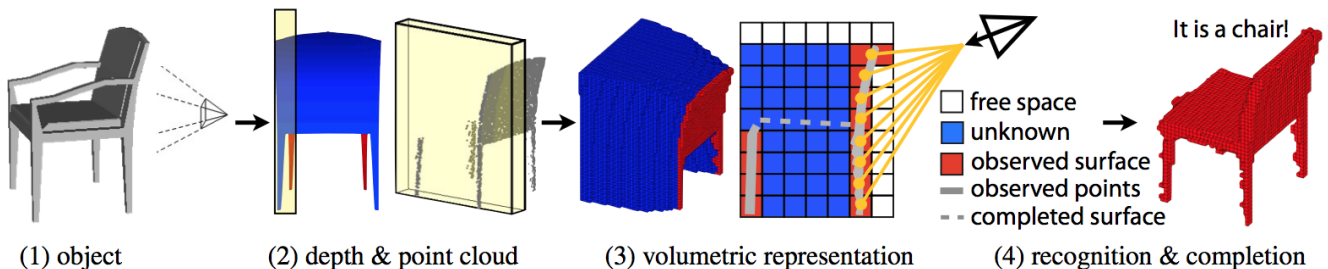 It is a chair!
free space
unknown
observed surface
observed points
completed surface
(1) object
(2) depth & point cloud
(3) volumetric representation
(4) recognition & completion